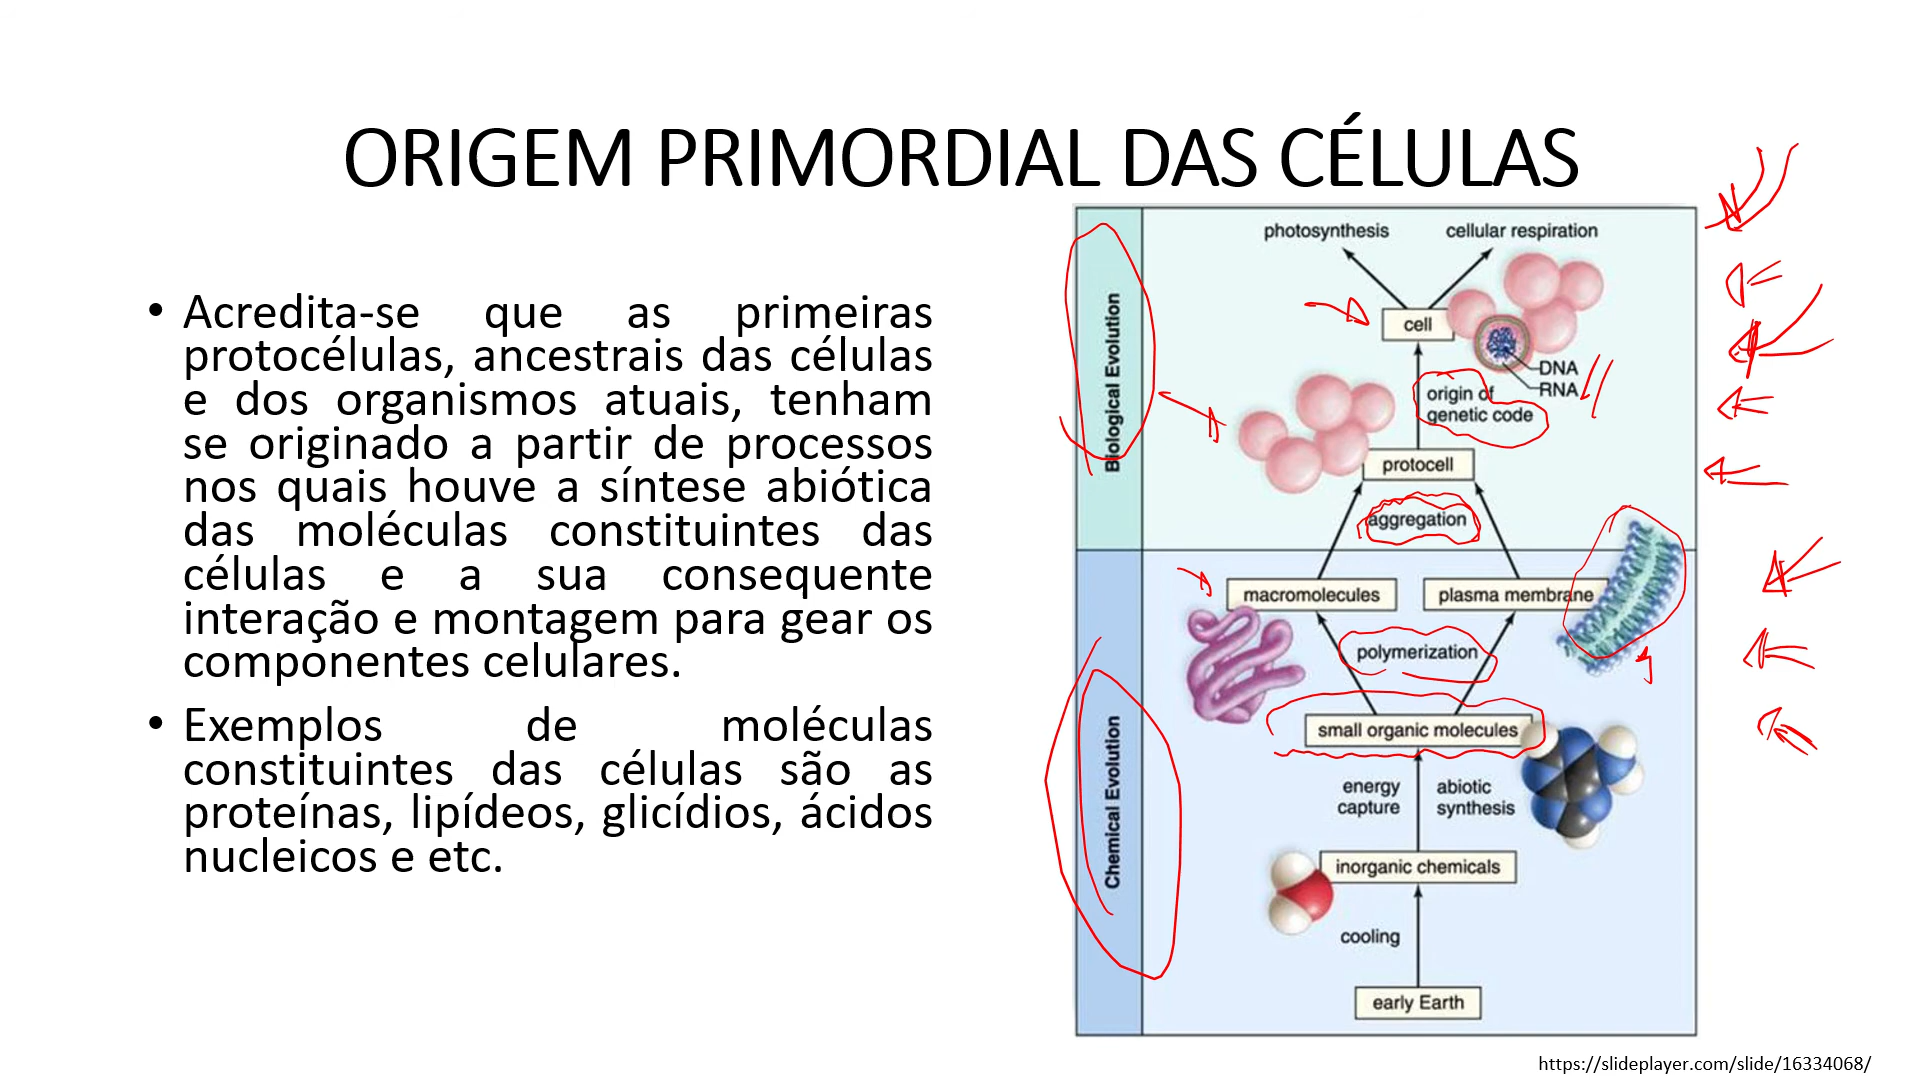 ORIGEM PRIMORDIAL DAS CÉLULAS
• Acredita-se que as primeiras
protocélulas, ancestrais das células
e dos organismos atuais, tenham
se originado a partir de processos
nos quais houve a síntese abiótica
das moléculas constituintes das
células e a sua consequente
interação e montagem para gear os
componentes celulares.
• Exemplos de moléculas
constituintes das células são as
proteínas, lipídeos, glicídios, ácidos
nucleicos e etc.
Biological Evolution
photosynthesis
cellular respiration
cell
DNA
RNA
origin of
genetic code
protocell
aggregation
Chemical Evolution
macromolecules
plasma membrane
polymerization
small organic molecules
energy
capture
abiotic
synthesis
inorganic chemicals
cooling
early Earth
https://slideplayer.com/slide/16334068/